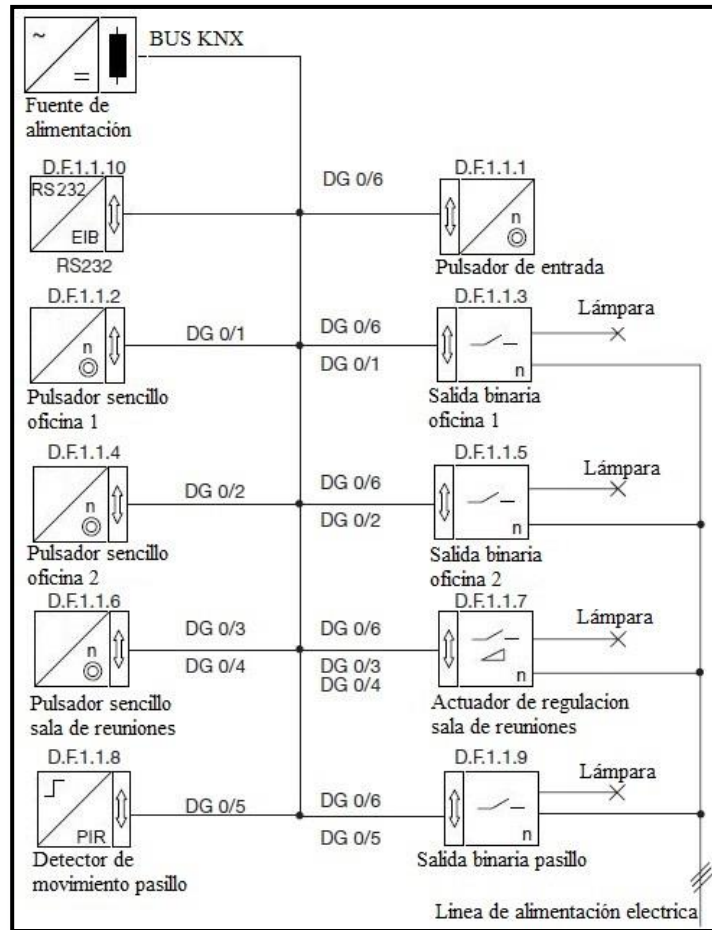 ~
BUS KNX
=
Fuente de
alimentación
D.F.1.1.10
RS232
EIB
RS232
DG 0/6
D.F.1.1.1
n
Pulsador de entrada
D.F.1.1.2
n
Pulsador sencillo
oficina 1
DG 0/1
DG 0/6
DG 0/1
D.F.1.1.3
n
Salida binaria
oficina 1
Lámpara
D.F.1.1.4
n
Pulsador sencillo
oficina 2
DG 0/2
DG 0/6
DG 0/2
D.F.1.1.5
n
Salida binaria
oficina 2
Lámpara
D.F.1.1.6
n
Pulsador sencillo
sala de reuniones
DG 0/3
DG 0/4
DG 0/6
DG 0/3
DG 0/4
D.F.1.1.7
n
Actuador de regulacion
sala de reuniones
Lámpara
D.F.1.1.8
PIR
Detector de
movimiento pasillo
DG 0/5
DG 0/6
DG 0/5
D.F.1.1.9
n
Salida binaria pasillo
Lámpara
Linea de alimentación electrica